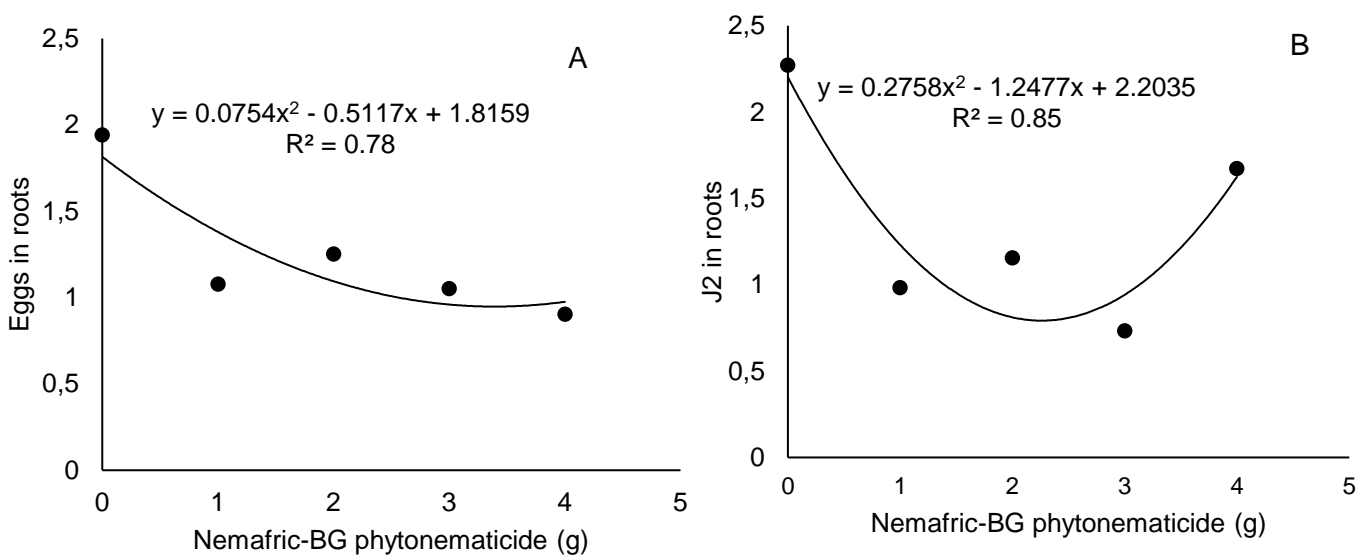 A
y = 0.0754x² - 0.5117x + 1.8159
R² = 0.78
Eggs in roots
2,5
2
1,5
1
0,5
0
0 1 2 3 4 5
Nemafric-BG phytonematicide (g)
B
y = 0.2758x² - 1.2477x + 2.2035
R² = 0.85
J2 in roots
2,5
2
1,5
1
0,5
0
0 1 2 3 4 5
Nemafric-BG phytonematicide (g)